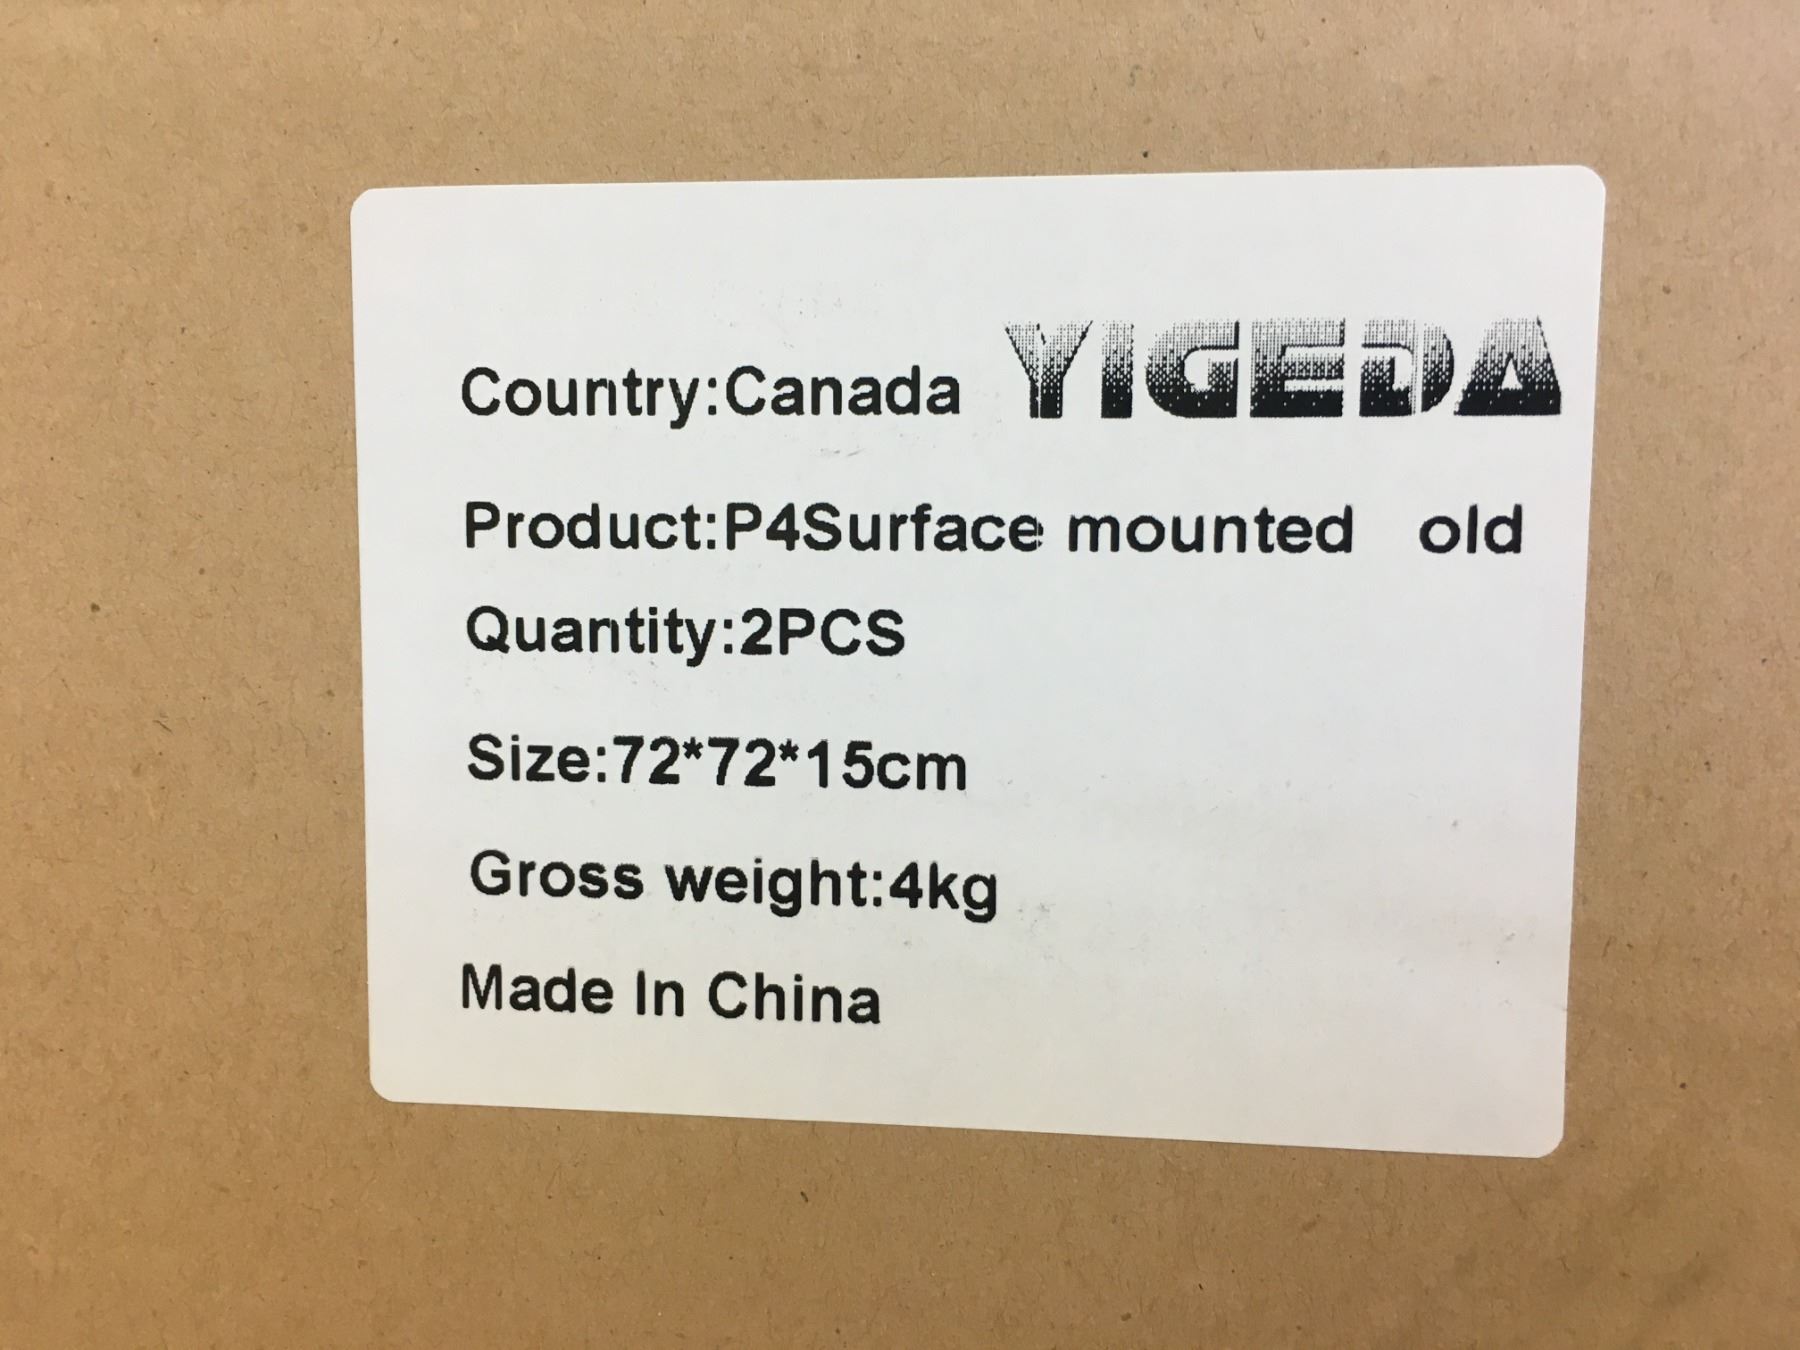 Country:Canada YIGEDA
Product:P4Surface mounted old
Quantity:2PCS
Size:72*72*15cm
Gross weight:4kg
Made In China